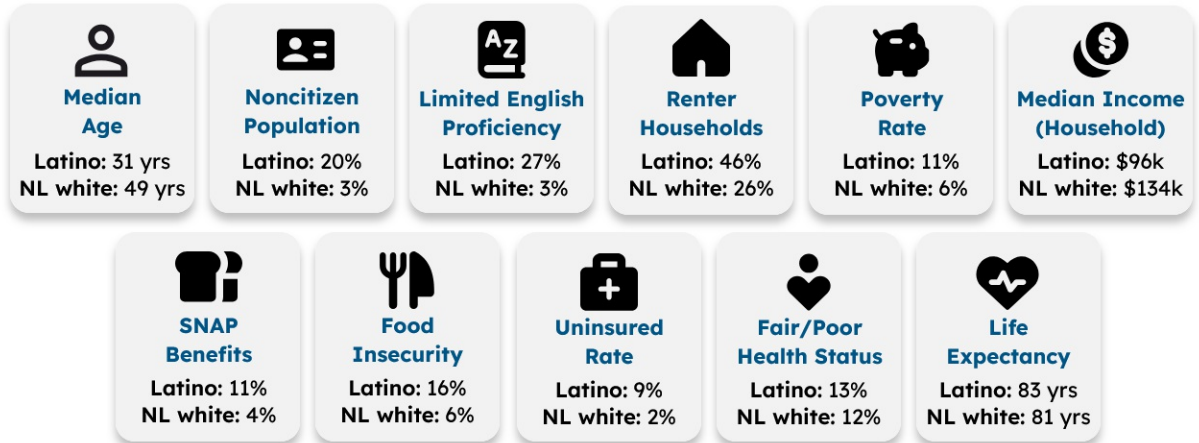 Median
Age
Latino: 31 yrs
NL white: 49 yrs
Noncitizen
Population
Latino: 20%
NL white: 3%
AZ
Limited English
Proficiency
Latino: 27%
NL white: 3%
Renter
Households
Latino: 46%
NL white: 26%
Poverty
Rate
Latino: 11%
NL white: 6%
$
Median Income
(Household)
Latino: $96k
NL white: $134k
SNAP
Benefits
Latino: 11%
NL white: 4%
Food
Insecurity
Latino: 16%
NL white: 6%
Uninsured
Rate
Latino: 9%
NL white: 2%
Fair/Poor
Health Status
Latino: 13%
NL white: 12%
Life
Expectancy
Latino: 83 yrs
NL white: 81 yrs